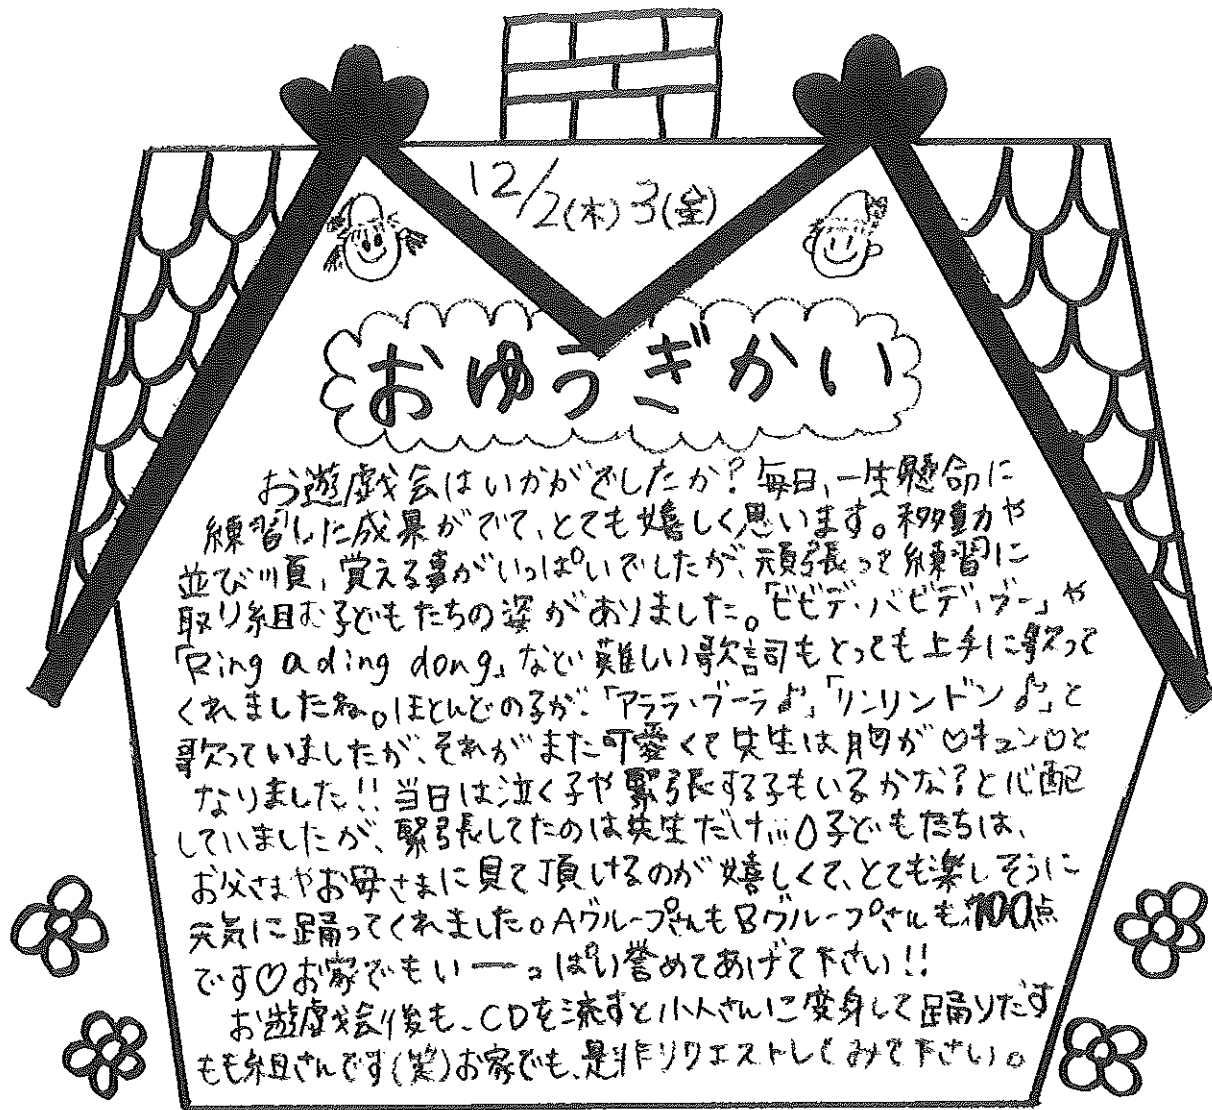 12/2(木)3(金)
おゆうぎかい
お遊戯会はいかがでしたか?毎日、一生懸命に
練習した成果がでて、とても嬉しく思います。移動や
並び順、覚える事がいっぱいでしたが、頑張って練習に
取り組む子どもたちの姿がありました。「ビビデ・バビデ・ブー」や
「Ring a ding dong」など難しい歌詞もとっても上手に歌って
くれましたね。ほとんどの子が、「アララ・ブーラ♪」「リンリンドン♪」と
歌っていましたが、それがまた可愛くて先生は胸が♡キュン♡と
なりました!!当日は泣く子や緊張する子もいるかな?と心配
していましたが、緊張してたのは先生だけ…子どもたちは、
お父さまやお母さまに見て頂けるのが嬉しくて、とても楽しそうに
元気に踊ってくれました。AグループさんもBグループさんも100点
です♡お家でもいーっぱい誉めてあげて下さい!!
お遊戯会後も、CDを流すと小人さんに変身して踊りだす
もも組さんです(笑)お家でも、是非リクエストしてみて下さい。